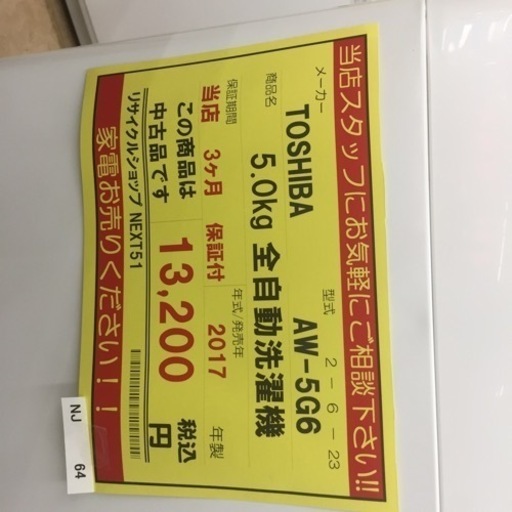 当店スタッフにお気軽にご相談下さい!!
メーカー 型式 2-6-23
TOSHIBA AW-5G6
商品名
5.0kg 全自動洗濯機
保証期間 年式/発売年
当店 3ヶ月 保証付 2017 年製
この商品は
中古品です
13,200 税込 円
リサイクルショップ NEXT51
家電お売りください!!
NJ 64